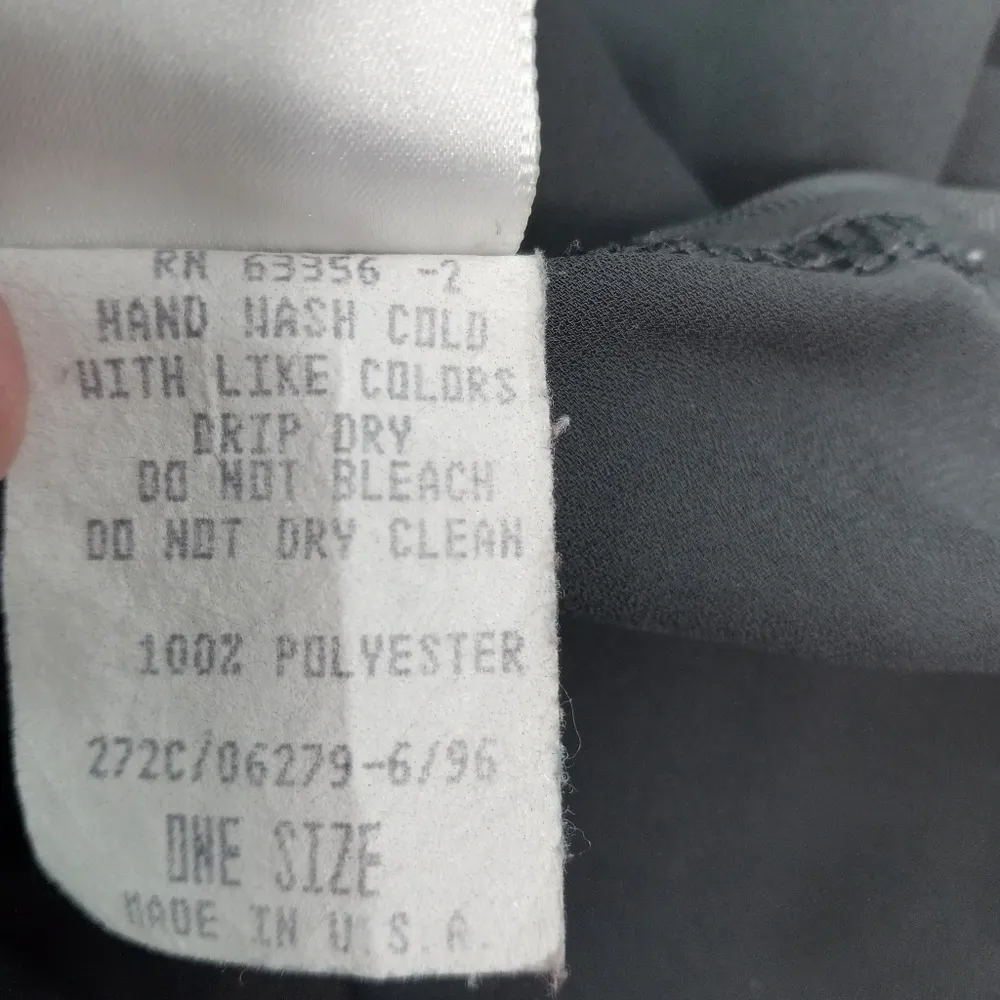 RN 63356 -2
HAND WASH COLD
WITH LIKE COLORS
DRIP DRY
DO NOT BLEACH
DO NOT DRY CLEAN
100% POLYESTER
272C/06279-6/96
ONE SIZE
MADE IN U.S.A.